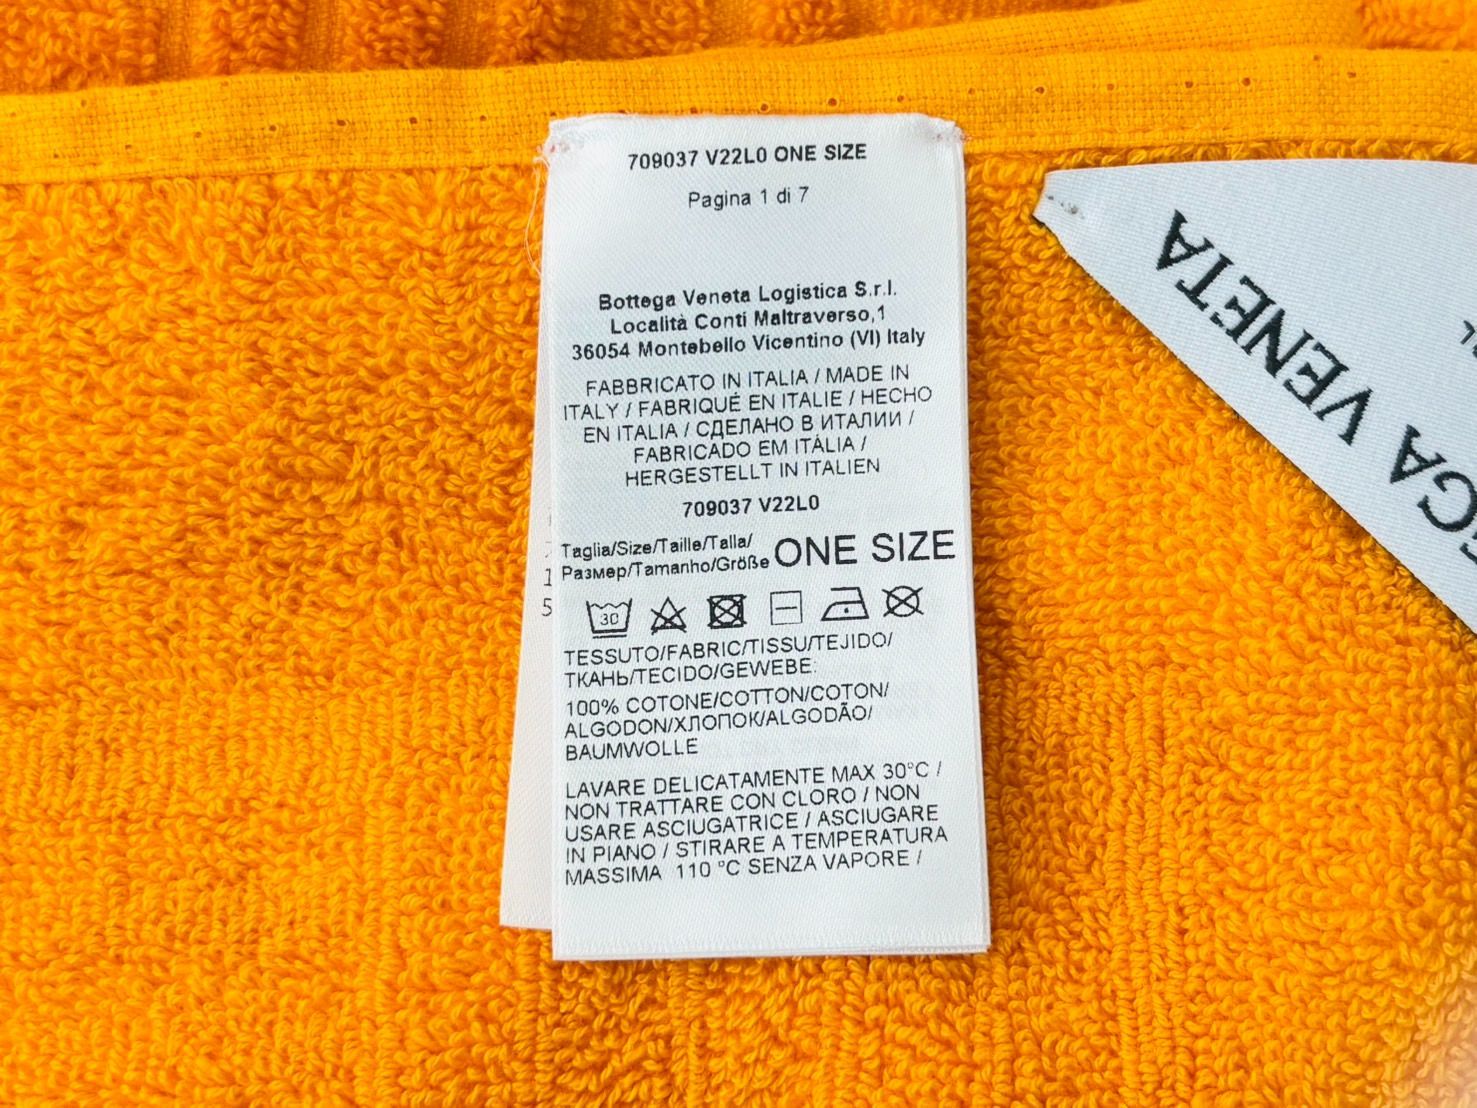 709037 V22L0 ONE SIZE
Pagina 1 di 7
Bottega Veneta Logistica S.r.l.
Località Conti Maltraverso,1
36054 Montebello Vicentino (VI) Italy
FABBRICATO IN ITALIA / MADE IN
ITALY / FABRIQUÉ EN ITALIE / HECHO
EN ITALIA / СДЕЛАНО В ИТАЛИИ /
FABRICADO EM ITÁLIA /
HERGESTELLT IN ITALIEN
709037 V22L0
Taglia/Size/Taille/Talla/
Размер/Tamanho/Größe ONE SIZE
30
TESSUTO/FABRIC/TISSU/TEJIDO/
ТКАНЬ/TECIDO/GEWEBE:
100% COTONE/COTTON/COTON/
ALGODON/ХЛОПОК/ALGODÃO/
BAUMWOLLE
LAVARE DELICATAMENTE MAX 30°C /
NON TRATTARE CON CLORO / NON
USARE ASCIUGATRICE / ASCIUGARE
IN PIANO / STIRARE A TEMPERATURA
MASSIMA 110 °C SENZA VAPORE /
EGA VENETA